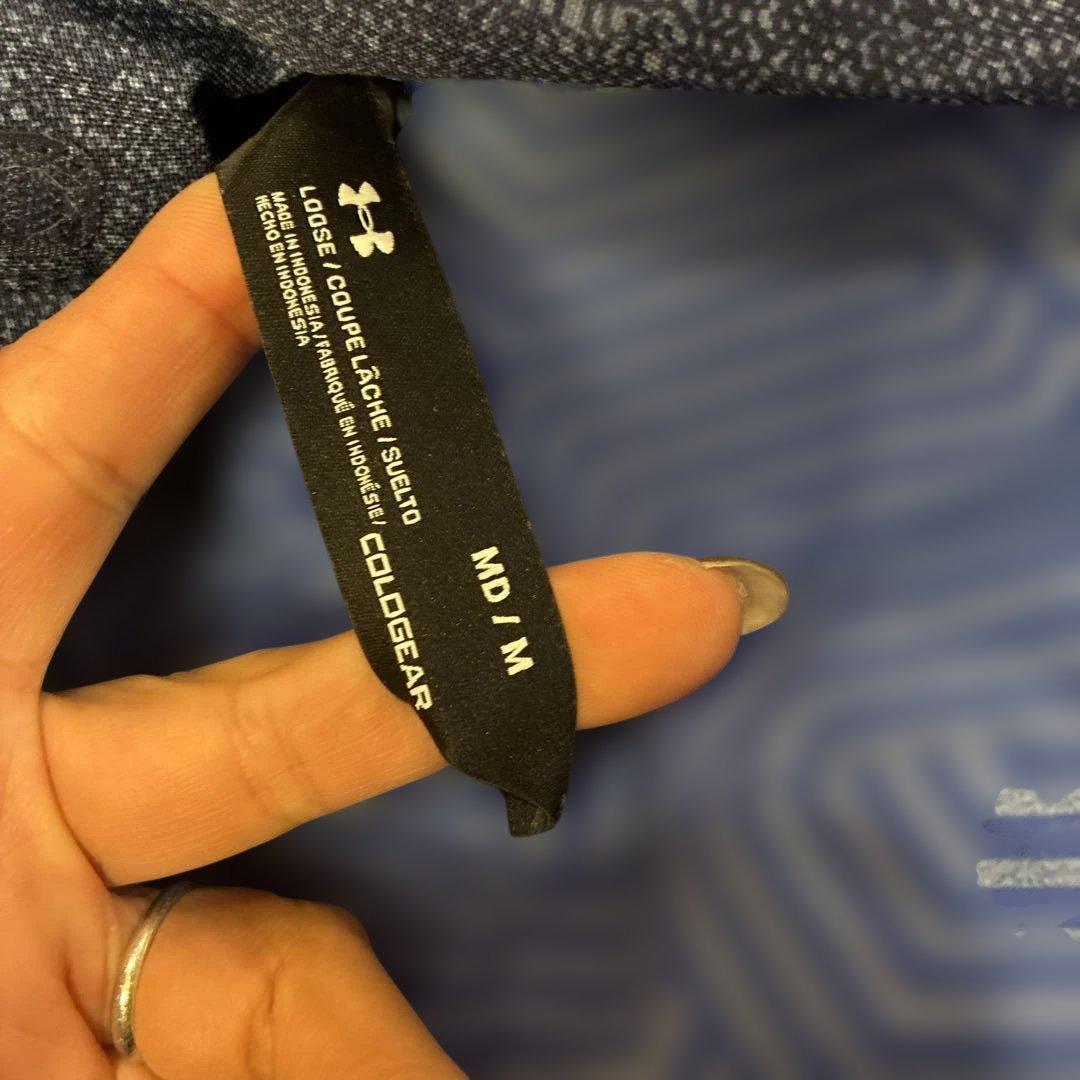 LOOSE / COUPE LÂCHE / SUELTO
MADE IN INDONESIA / FABRIQUÉ EN INDONÉSIE /
HECHO EN INDONESIA
COLDGEAR
MD / M